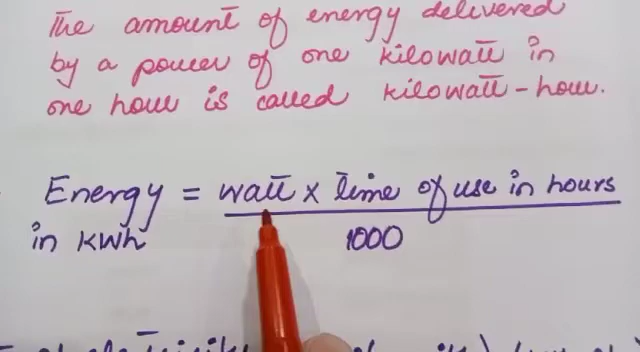 The amount of energy delivered
by a power of one kilowatt in
one hour is called kilowatt-hour.
Energy = watt × time of use in hours
in kWh 1000